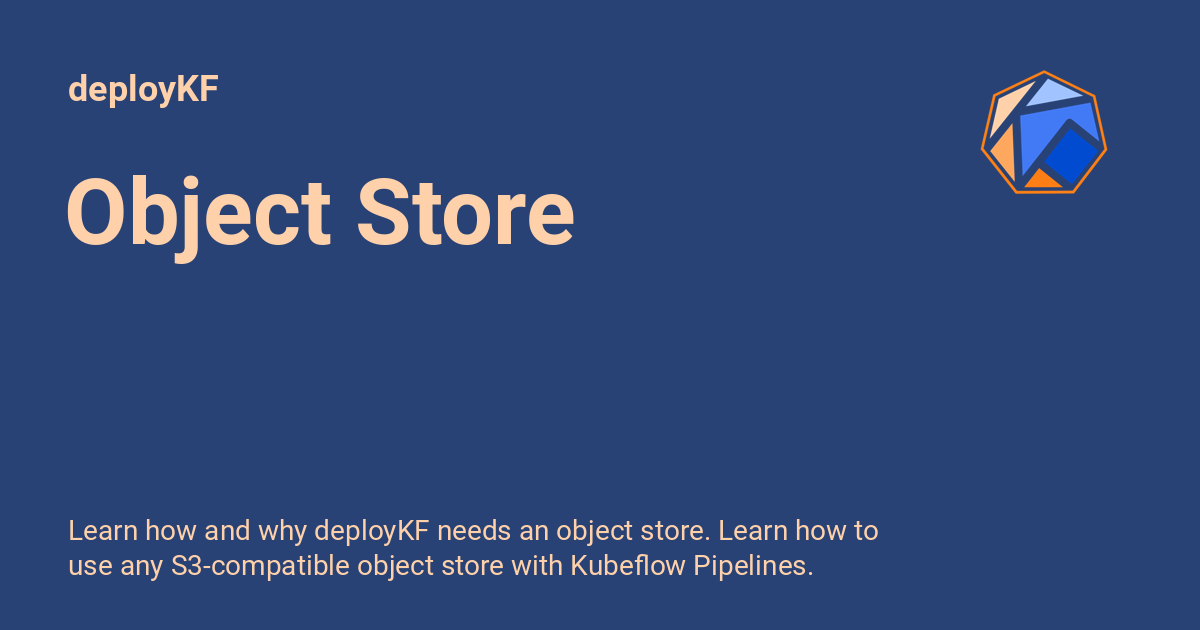 deployKF
Object Store
Learn how and why deployKF needs an object store. Learn how to
use any S3-compatible object store with Kubeflow Pipelines.